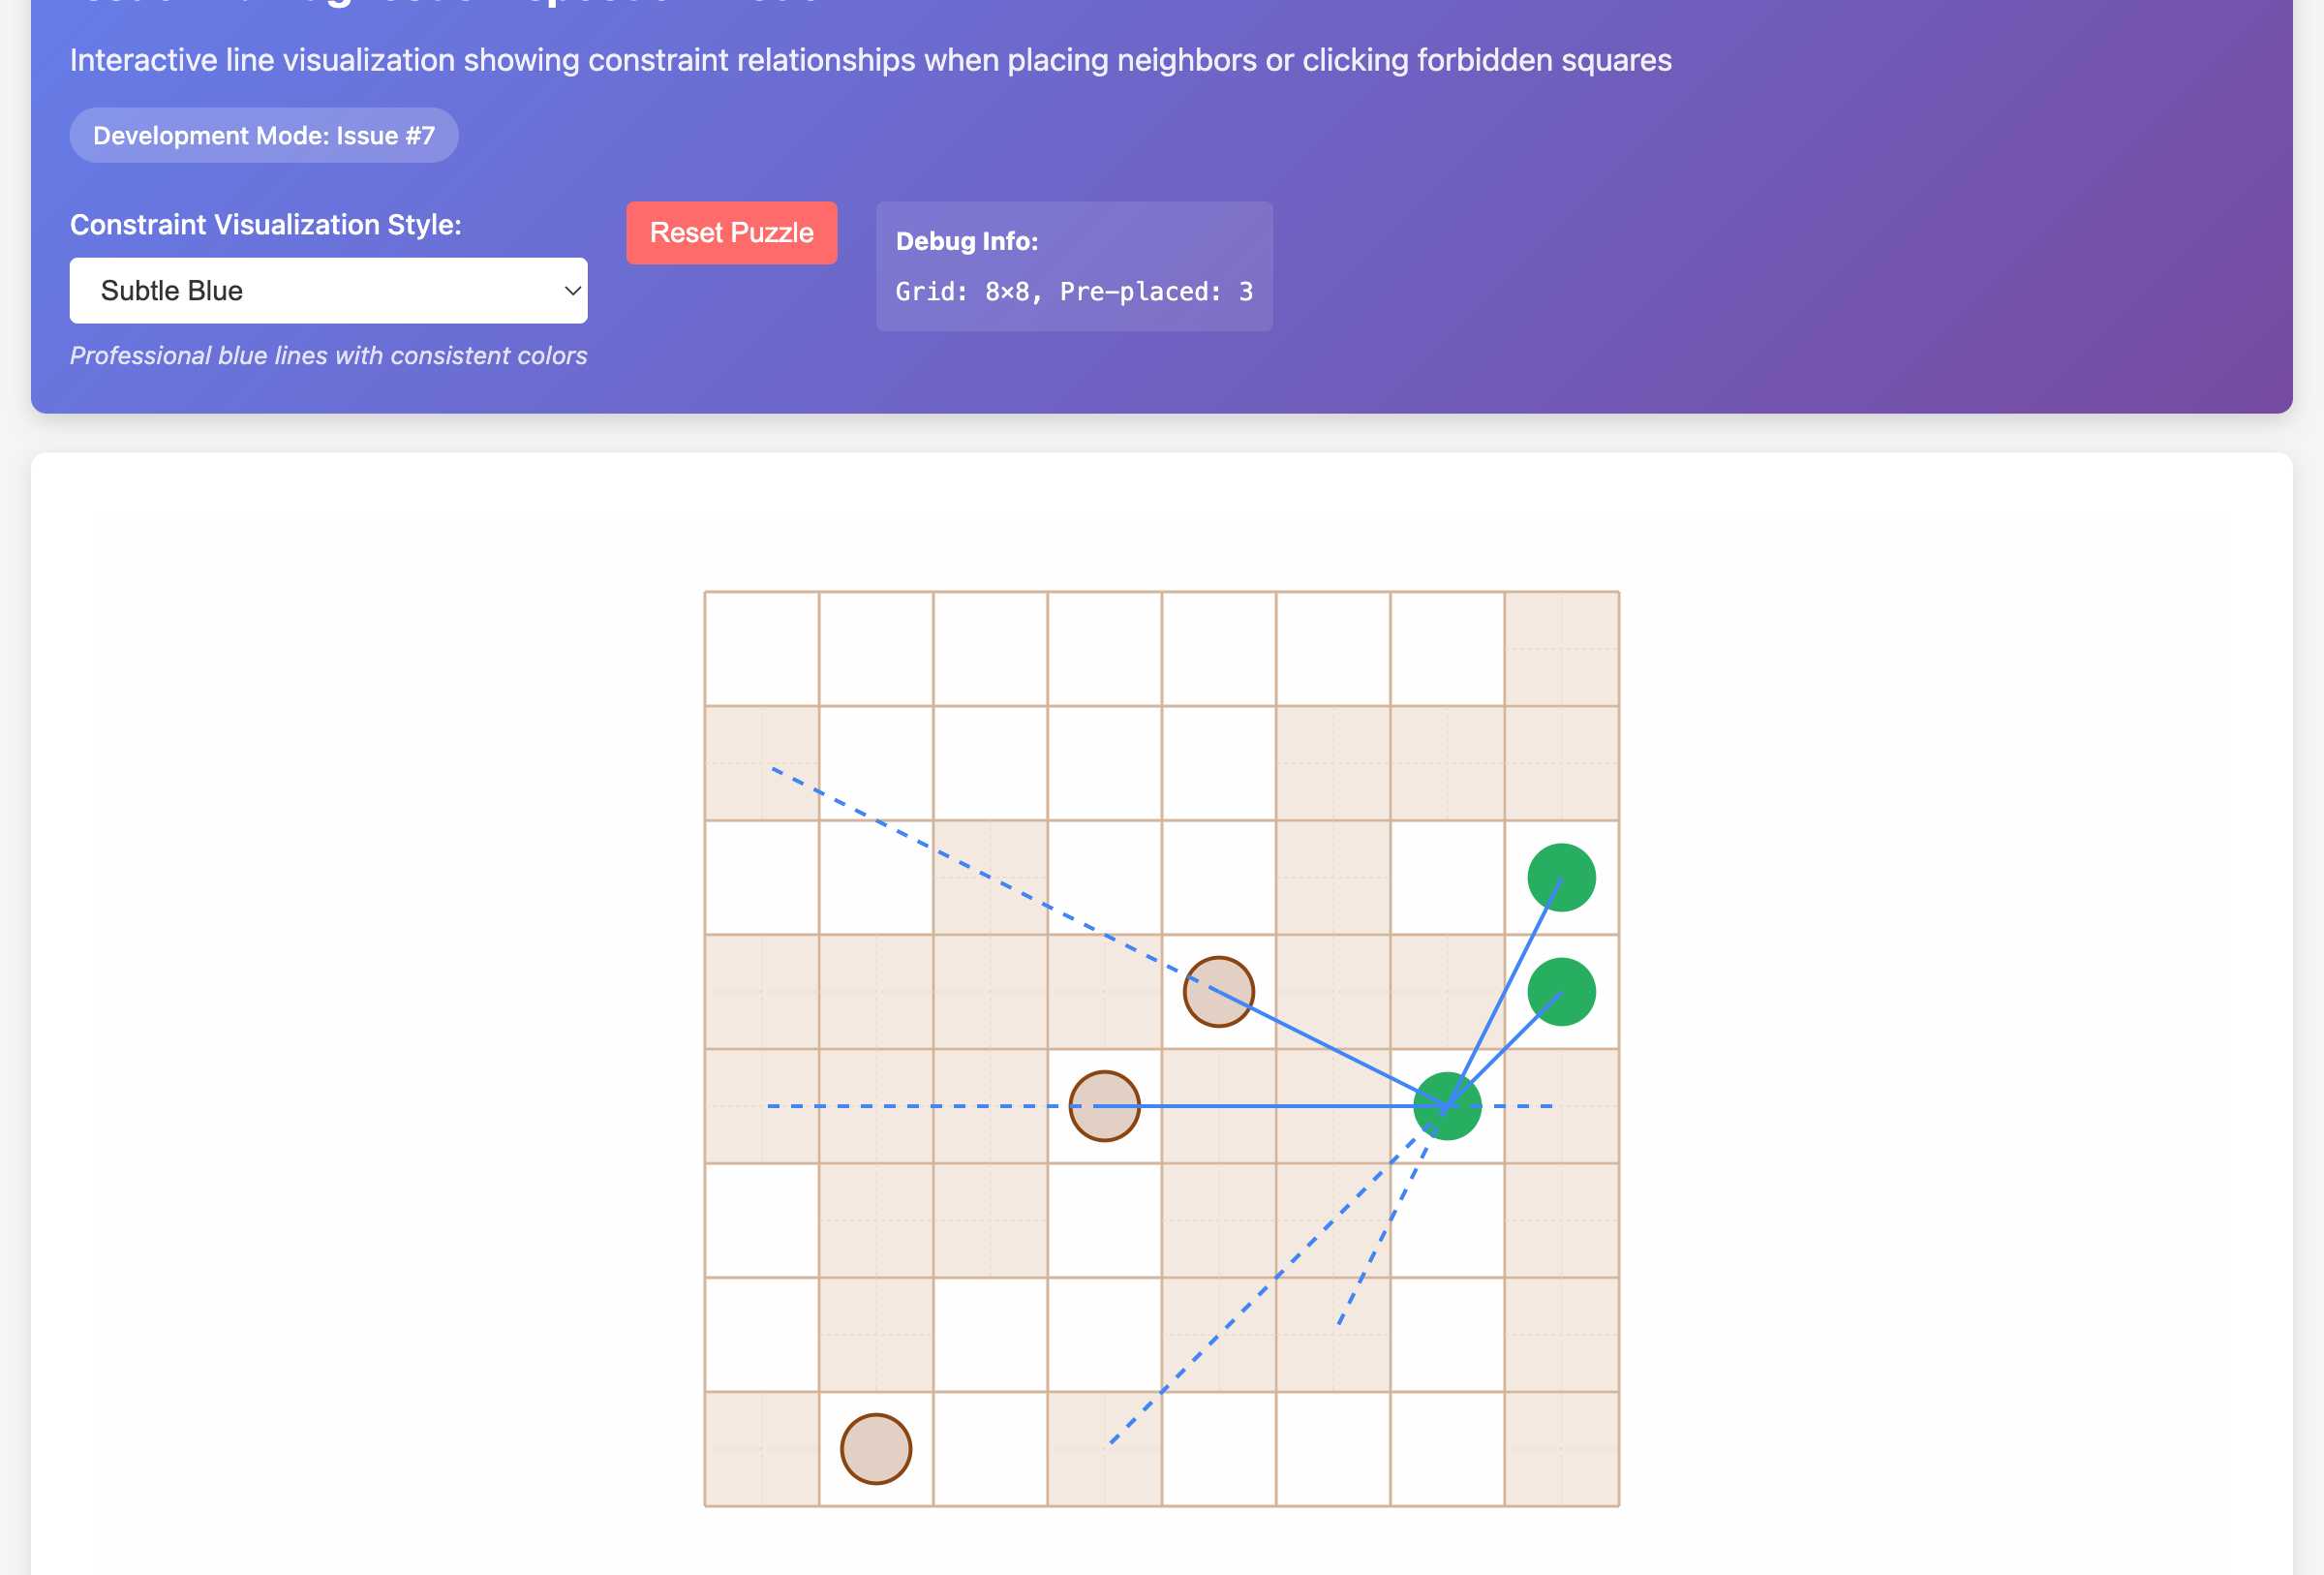 Interactive line visualization showing constraint relationships when placing neighbors or clicking forbidden squares
Development Mode: Issue #7
Constraint Visualization Style:
Subtle Blue
Professional blue lines with consistent colors
Reset Puzzle
Debug Info:
Grid: 8×8, Pre-placed: 3